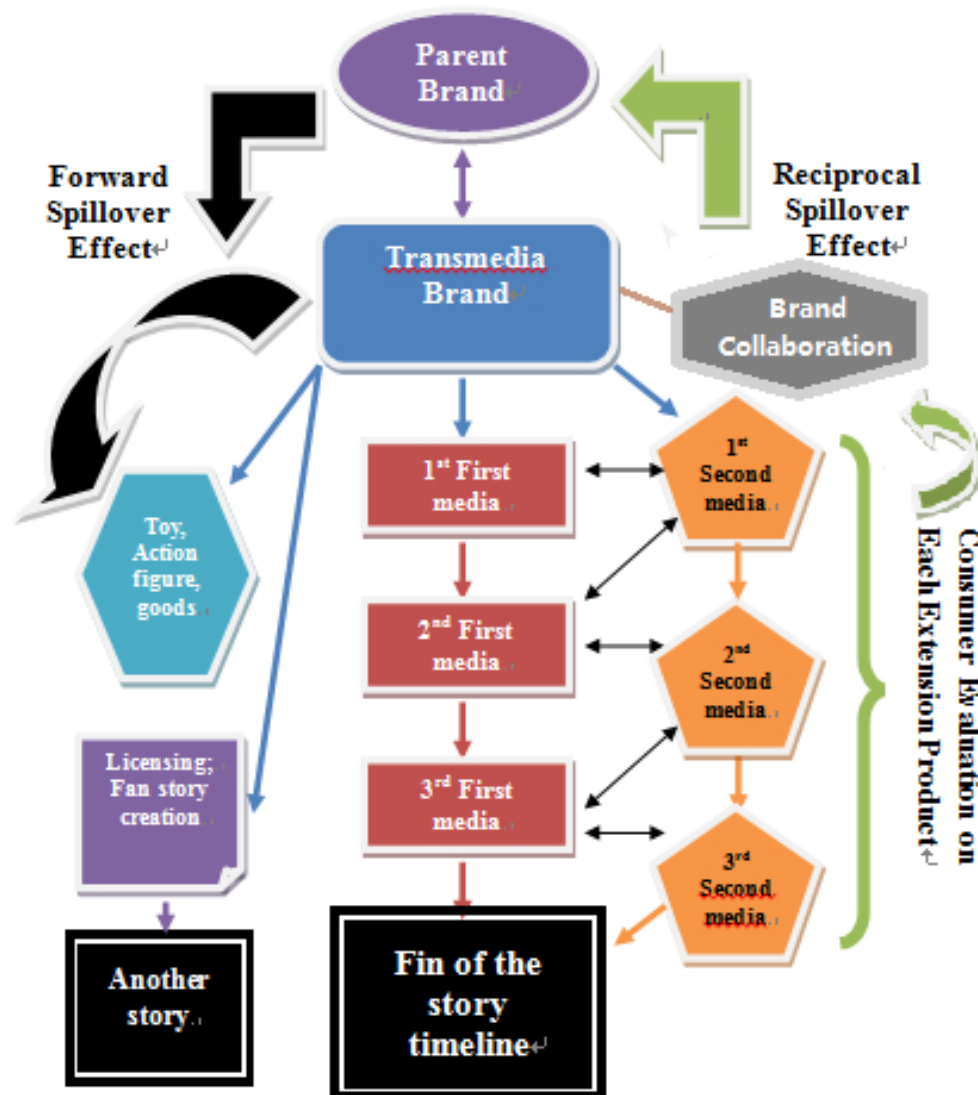 Parent
Brand↵
Forward
Spillover
Effect↵
Reciprocal
Spillover
Effect↵
Transmedia
Brand↵
Brand
Collaboration
1st First
media
1st
Second
media
Toy,
Action
figure,
goods
2nd First
media
2nd
Second
media
Licensing;
Fan story
creation
3rd First
media
3rd
Second
media
Consumer Evaluation on
Each Extension Product↵
Another
story
Fin of the
story
timeline↵